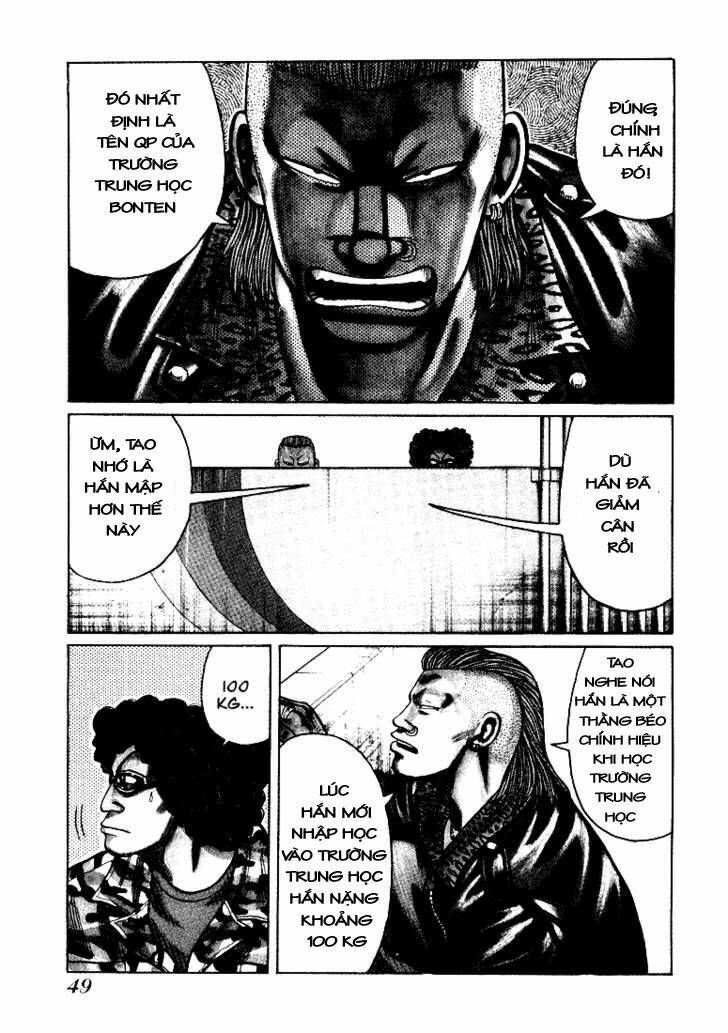 ĐÚNG,
CHÍNH
LÀ HẮN
ĐÓ!
ĐÓ NHẤT
ĐỊNH LÀ
TÊN QP CỦA
TRƯỜNG
TRUNG HỌC
BONTEN
DÙ
HẮN ĐÃ
GIẢM
CÂN
RỒI
ỪM, TAO
NHỚ LÀ
HẮN MẬP
HƠN THẾ
NÀY
TAO
NGHE NÓI
HẮN LÀ MỘT
THẰNG BÉO
CHÍNH HIỆU
KHI HỌC
TRƯỜNG
TRUNG
HỌC
LÚC
HẮN MỚI
NHẬP HỌC
VÀO TRƯỜNG
TRUNG HỌC
HẮN NẶNG
KHOẢNG
100 KG
100
KG...
49